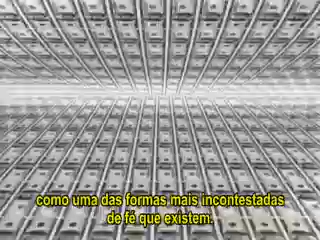 como uma das formas mais incontestadas
de fé que existem.